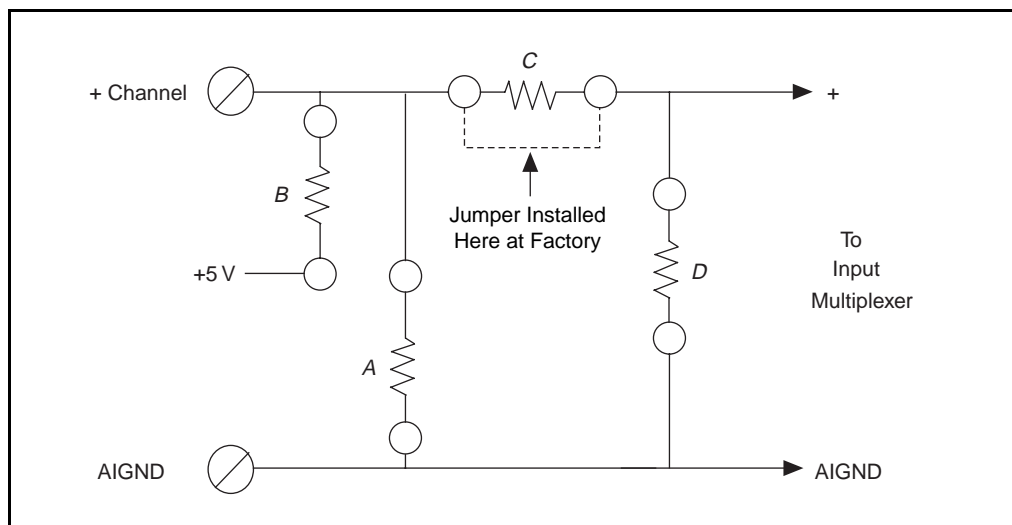 C
+ Channel
+
B
Jumper Installed
Here at Factory
+5 V
D
To
Input
Multiplexer
A
AIGND
AIGND